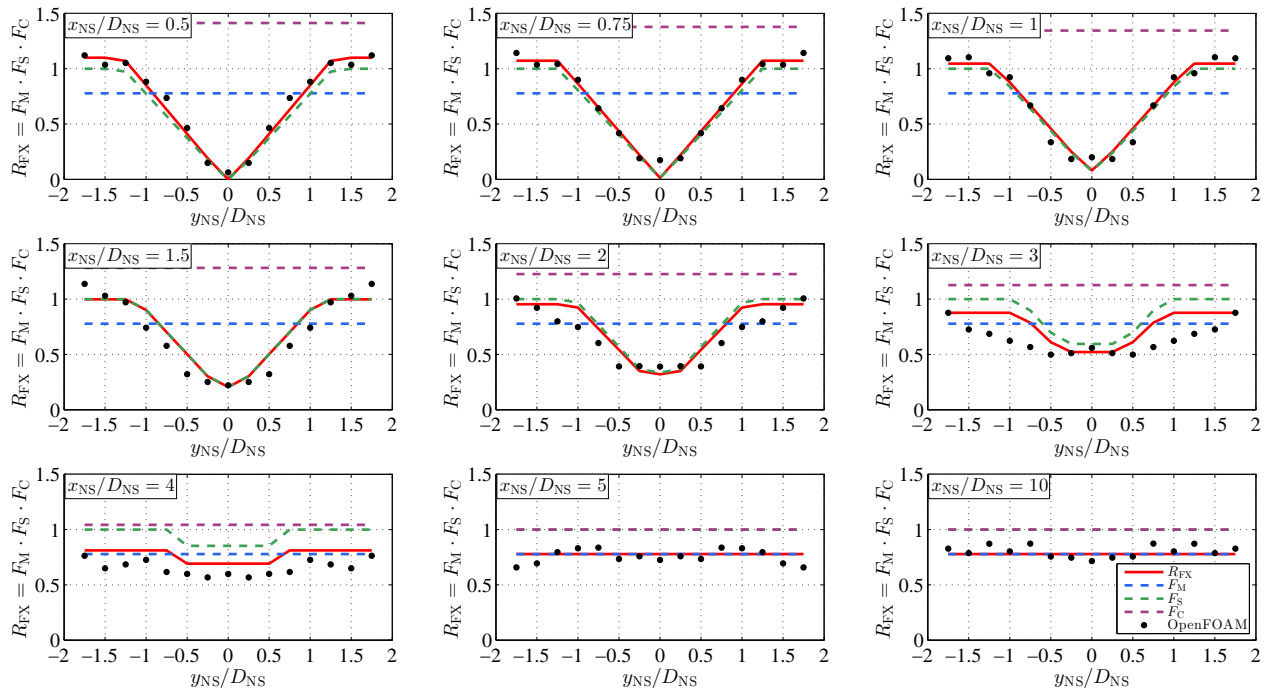 x_NS/D_NS = 0.5
R_FX = F_M · F_S · F_C
1.5
1
0.5
0
−2 −1.5 −1 −0.5 0 0.5 1 1.5 2
y_NS/D_NS
x_NS/D_NS = 0.75
R_FX = F_M · F_S · F_C
1.5
1
0.5
0
−2 −1.5 −1 −0.5 0 0.5 1 1.5 2
y_NS/D_NS
x_NS/D_NS = 1
R_FX = F_M · F_S · F_C
1.5
1
0.5
0
−2 −1.5 −1 −0.5 0 0.5 1 1.5 2
y_NS/D_NS
x_NS/D_NS = 1.5
R_FX = F_M · F_S · F_C
1.5
1
0.5
0
−2 −1.5 −1 −0.5 0 0.5 1 1.5 2
y_NS/D_NS
x_NS/D_NS = 2
R_FX = F_M · F_S · F_C
1.5
1
0.5
0
−2 −1.5 −1 −0.5 0 0.5 1 1.5 2
y_NS/D_NS
x_NS/D_NS = 3
R_FX = F_M · F_S · F_C
1.5
1
0.5
0
−2 −1.5 −1 −0.5 0 0.5 1 1.5 2
y_NS/D_NS
x_NS/D_NS = 4
R_FX = F_M · F_S · F_C
1.5
1
0.5
0
−2 −1.5 −1 −0.5 0 0.5 1 1.5 2
y_NS/D_NS
x_NS/D_NS = 5
R_FX = F_M · F_S · F_C
1.5
1
0.5
0
−2 −1.5 −1 −0.5 0 0.5 1 1.5 2
y_NS/D_NS
x_NS/D_NS = 10
R_FX = F_M · F_S · F_C
1.5
1
0.5
0
−2 −1.5 −1 −0.5 0 0.5 1 1.5 2
y_NS/D_NS
R_FX
F_M
F_S
F_C
OpenFOAM